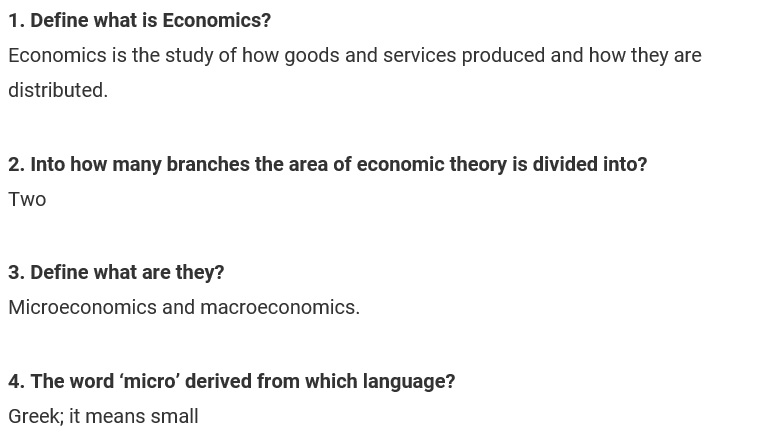 1. Define what is Economics?
Economics is the study of how goods and services produced and how they are
distributed.
2. Into how many branches the area of economic theory is divided into?
Two
3. Define what are they?
Microeconomics and macroeconomics.
4. The word ‘micro’ derived from which language?
Greek; it means small